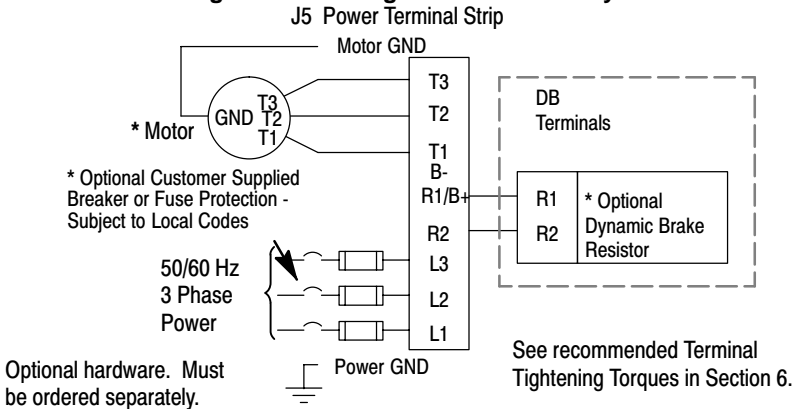 J5 Power Terminal Strip
Motor GND
T3
T2
T1
B-
R1/B+
R2
L3
L2
L1
GND
T3
T2
T1
* Motor
* Optional Customer Supplied
Breaker or Fuse Protection -
Subject to Local Codes
50/60 Hz
3 Phase
Power
Power GND
Optional hardware. Must
be ordered separately.
DB
Terminals
R1
R2
* Optional
Dynamic Brake
Resistor
See recommended Terminal
Tightening Torques in Section 6.